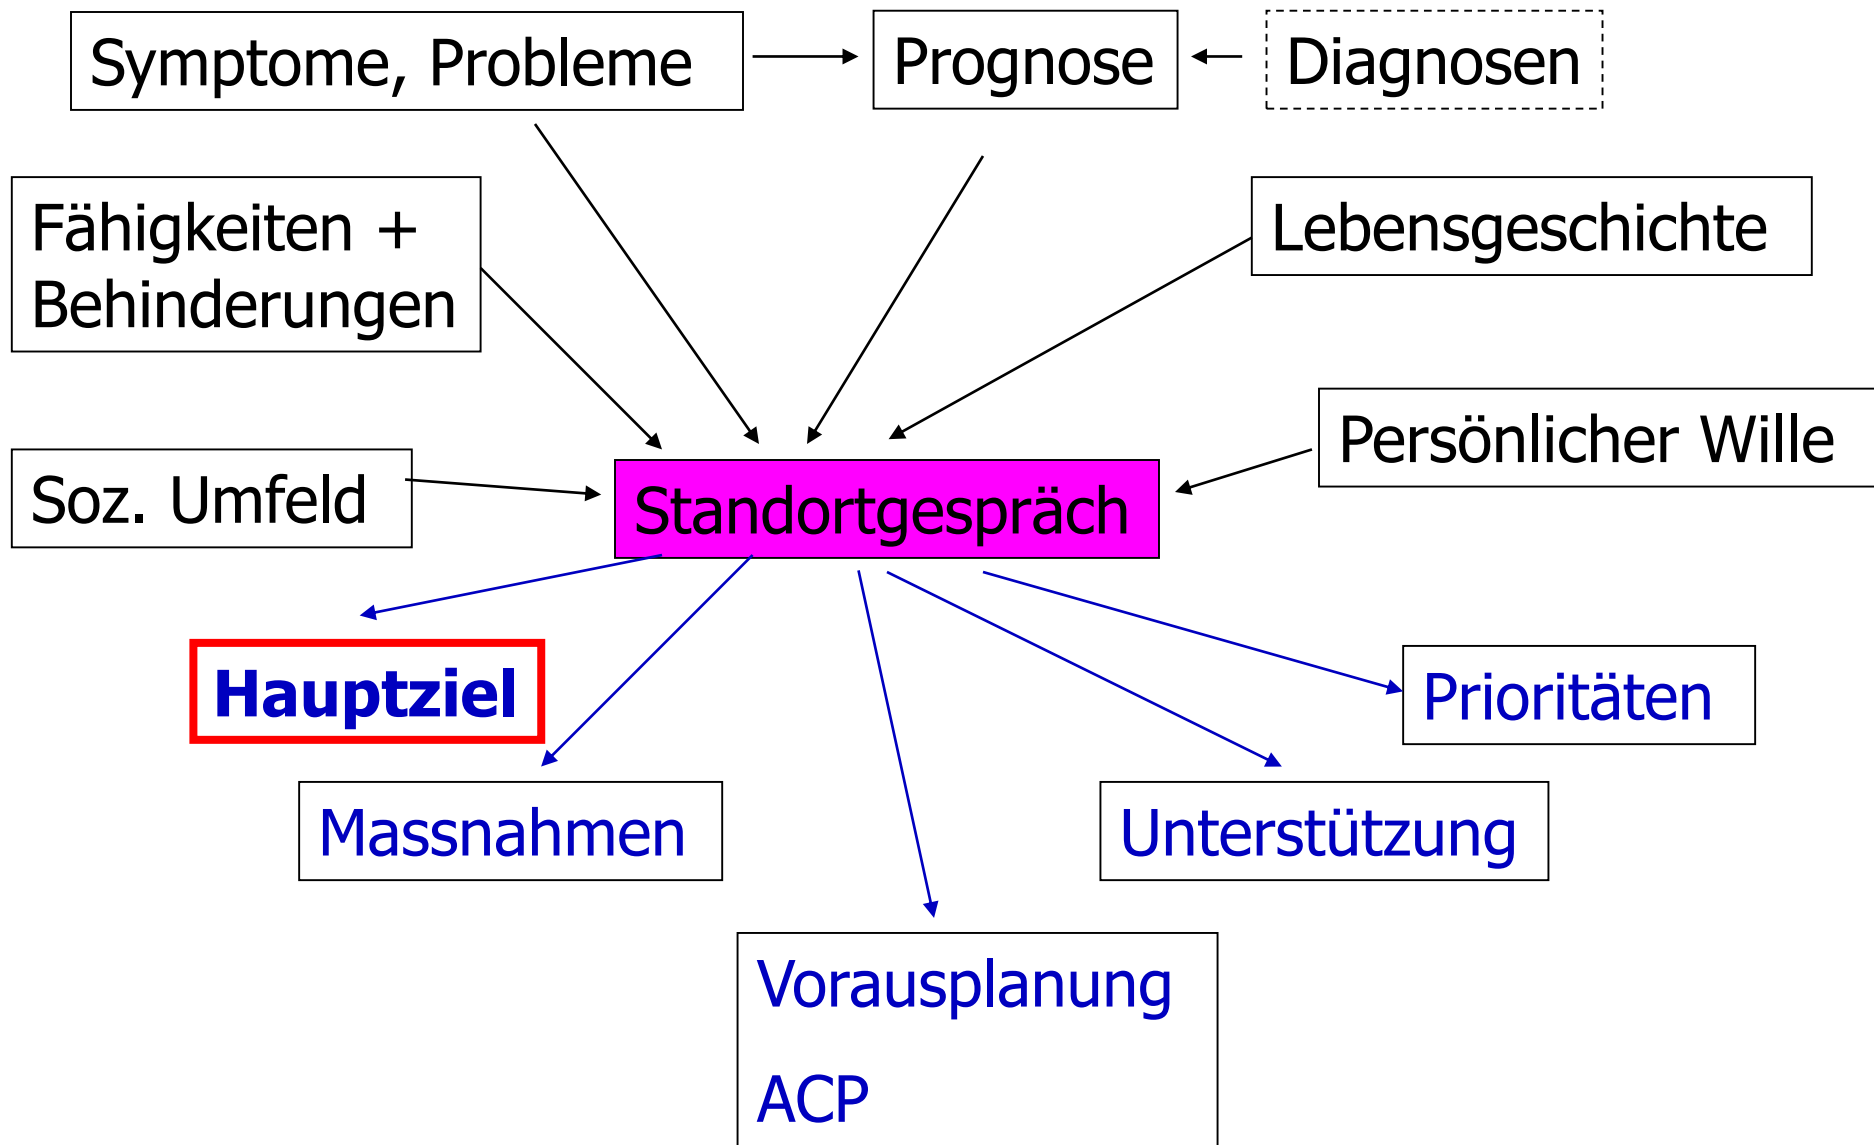 Symptome, Probleme
Prognose
Diagnosen
Fähigkeiten +
Behinderungen
Lebensgeschichte
Persönlicher Wille
Soz. Umfeld
Standortgespräch
Hauptziel
Prioritäten
Massnahmen
Unterstützung
Vorausplanung
ACP